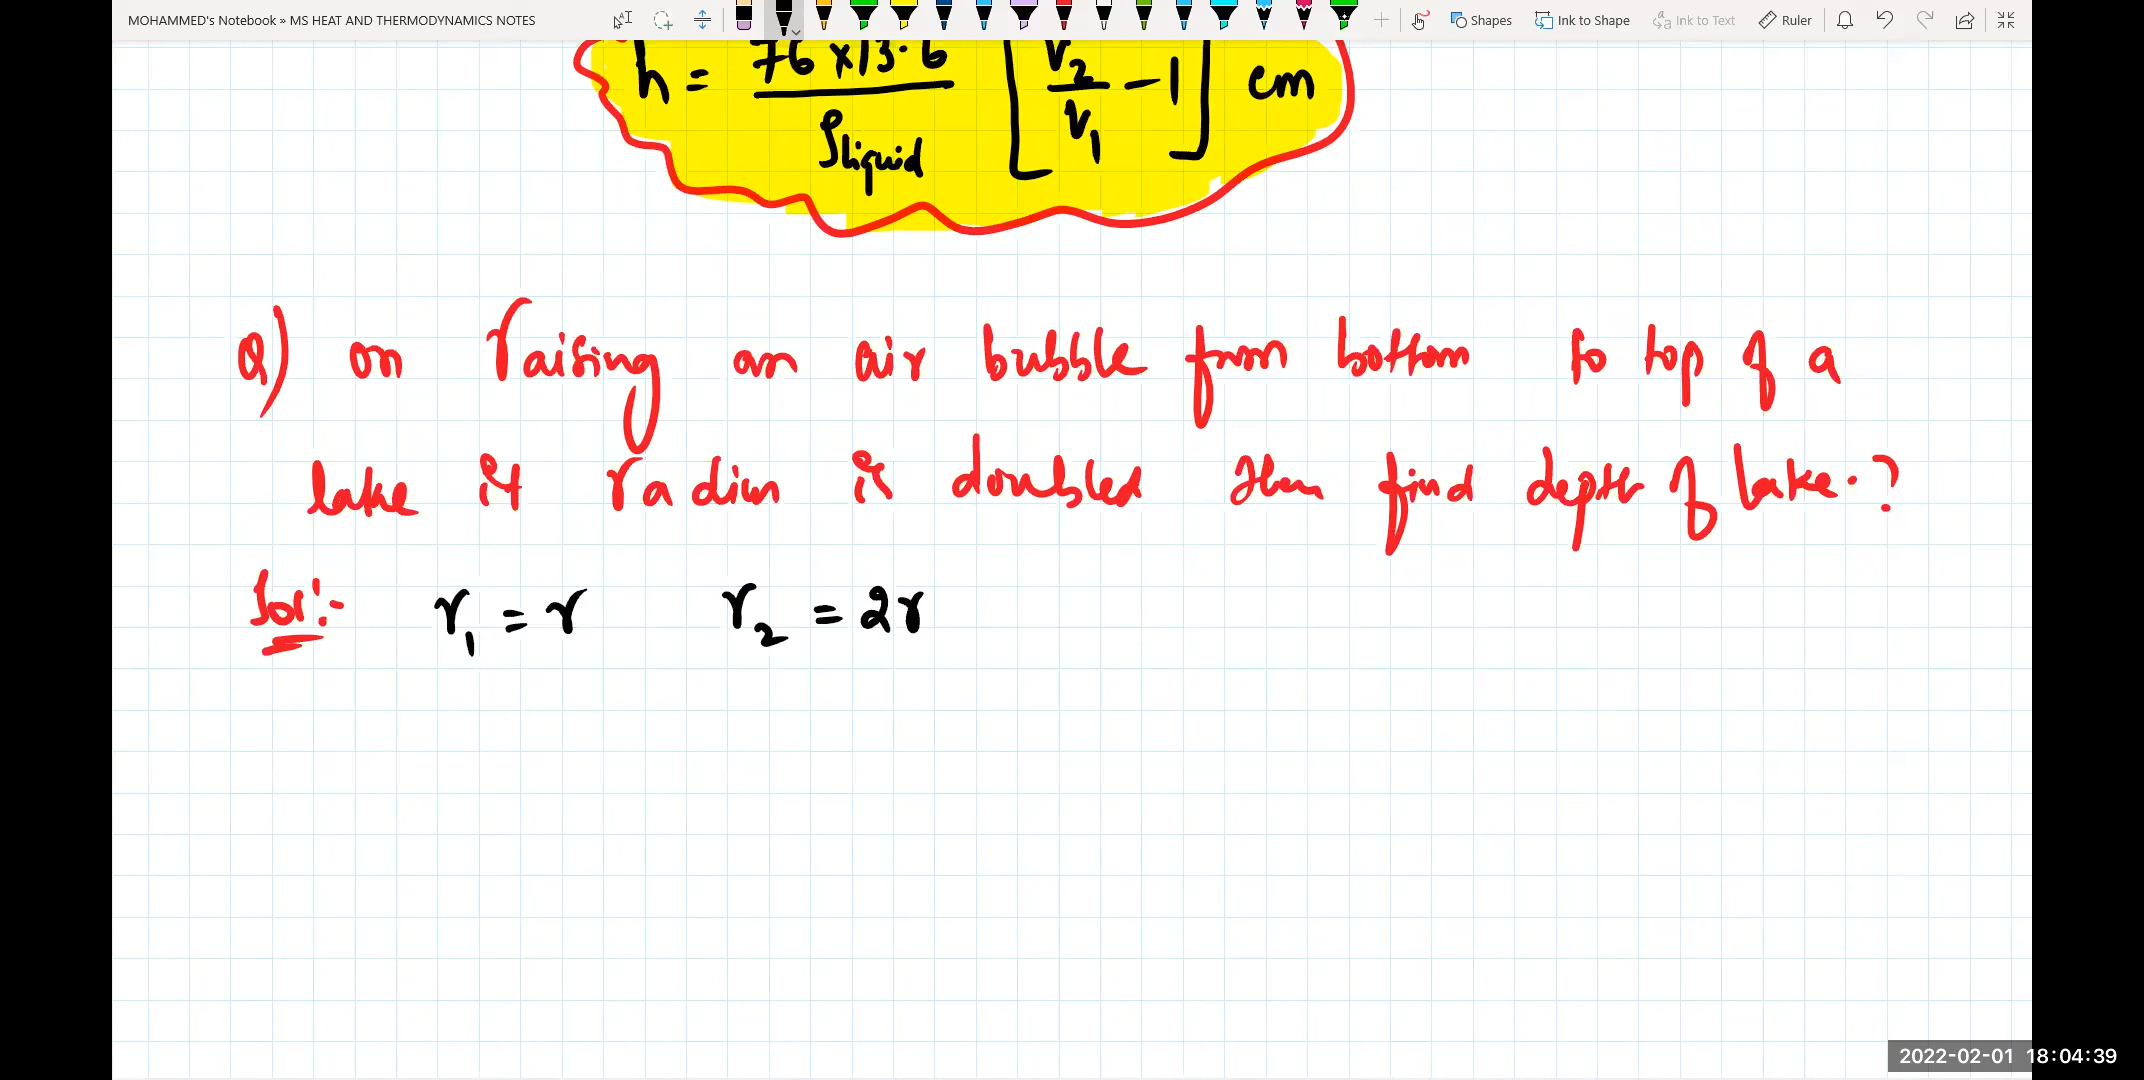 MOHAMMED's Notebook » MS HEAT AND THERMODYNAMICS NOTES
Shapes Ink to Shape Ink to Text Ruler
h = 76 x 13.6 / ρliquid [ V2 / V1 - 1 ] cm
Q) on raising an air bubble from bottom to top of a
lake if radius is doubled then find depth of lake.?
Sol:- r1 = r r2 = 2r
2022-02-01 18:04:39